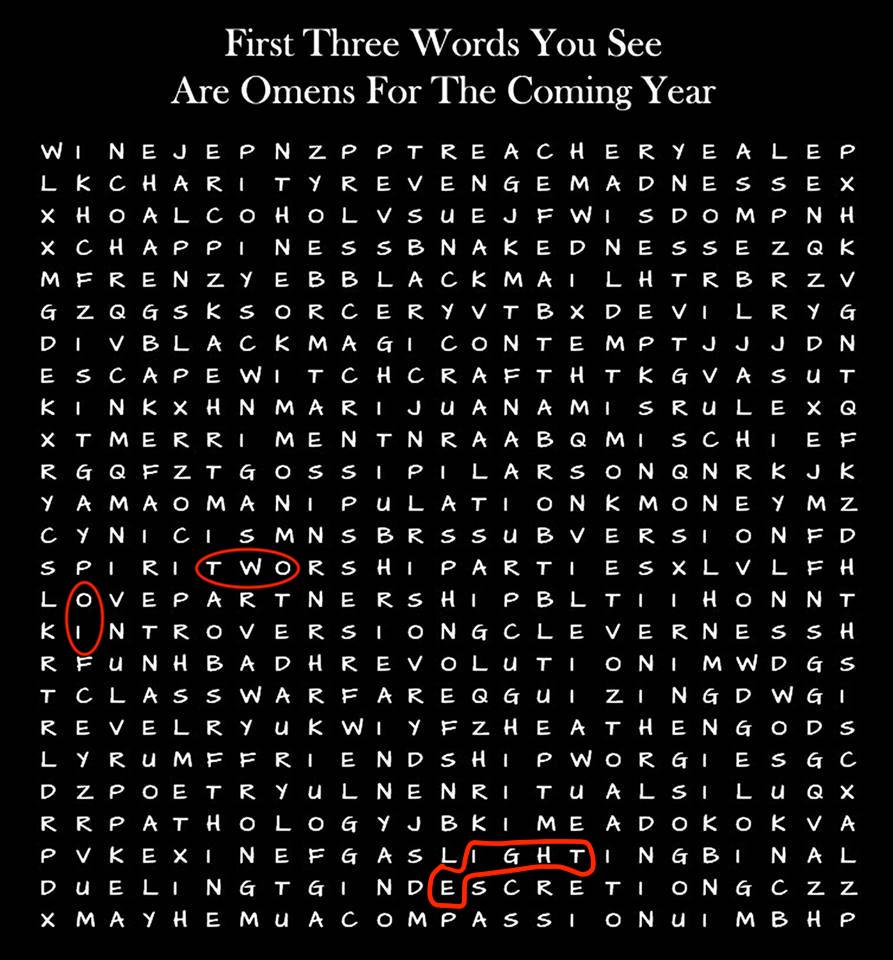 First Three Words You See
Are Omens For The Coming Year
W I N E J E P N Z P P T R E A C H E R Y E A L E P
L K C H A R I T Y R E V E N G E M A D N E S S E X
X H O A L C O H O L V S U E J F W I S D O M P N H
X C H A P P I N E S S B N A K E D N E S S E Z Q K
M F R E N Z Y E B B L A C K M A I L H T R B R Z V
G Z Q G S K S O R C E R Y V T B X D E V I L R Y G
D I V B L A C K M A G I C O N T E M P T J J J D N
E S C A P E W I T C H C R A F T H T K G V A S U T
K I N K X H N M A R I J U A N A M I S R U L E X Q
X T M E R R I M E N T N R A A B Q M I S C H I E F
R G Q F Z T G O S S I P I L A R S O N Q N R K J K
Y A M A O M A N I P U L A T I O N K M O N E Y M Z
C Y N I C I S M N S B R S S U B V E R S I O N F D
S P I R I T W O R S H I P A R T I E S X L V L F H
L O V E P A R T N E R S H I P B L T I I H O N N T
K I N T R O V E R S I O N G C L E V E R N E S S H
R F U N H B A D H R E V O L U T I O N I M W D G S
T C L A S S W A R F A R E Q G U I Z I N G D W G I
R E V E L R Y U K W I Y F Z H E A T H E N G O D S
L Y R U M F F R I E N D S H I P W O R G I E S G C
D Z P O E T R Y U L N E N R I T U A L S I L U Q X
R R P A T H O L O G Y J B K I M E A D O K O K V A
P V K E X I N E F G A S L I G H T I N G B I N A L
D U E L I N G T G I N D E S C R E T I O N G C Z Z
X M A Y H E M U A C O M P A S S I O N U I M B H P